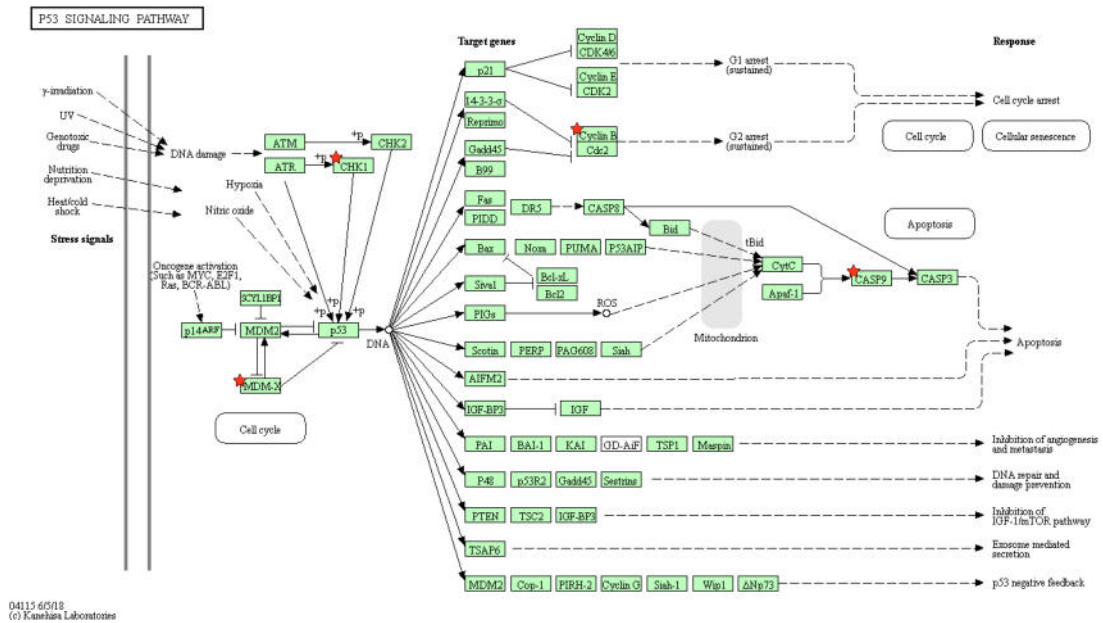 P53 SIGNALING PATHWAY
Target genes
Response
Cyclin D
CDK4/6
p21
Cyclin E
CDK2
G1 arrest
(sustained)
γ-irradiation
UV
Genotoxic
drugs
Nutrition
deprivation
Heat/cold
shock
Stress signals
DNA damage
ATM
+p
CHK2
ATR
+p
CHK1
Hypoxia
Nitric oxide
14-3-3-σ
Reprimo
Gadd45
B99
Cyclin B
Cdc2
G2 arrest
(sustained)
Cell cycle arrest
Cell cycle
Cellular senescence
Fas
PIDD
DR5
CASP8
Bid
tBid
Apoptosis
Bax
Noxa
PUMA
P53AIP
CytC
CASP9
CASP3
Bcl-xL
Bcl2
Siva1
Apaf-1
PIGs
ROS
Mitochondrion
Apoptosis
Oncogene activation
(Such as MYC, E2F1,
Ras, BCR-ABL)
SCYL1BP1
+p
+p
+p
p14ARF
MDM2
p53
DNA
MDM-X
Cell cycle
Scotin
PERP
PAG608
Siah
AIFM2
IGF-BP3
IGF
PAI
BAI-1
KAI
GD-AiF
TSP1
Maspin
Inhibition of angiogenesis
and metastasis
P48
p53R2
Gadd45
Sestrins
DNA repair and
damage prevention
PTEN
TSC2
IGF-BP3
Inhibition of
IGF-1/mTOR pathway
TSAP6
Exosome mediated
secretion
MDM2
Cop-1
PIRH-2
Cyclin G
Siah-1
Wip1
ΔNp73
p53 negative feedback
04115 6/5/18
(c) Kanehisa Laboratories